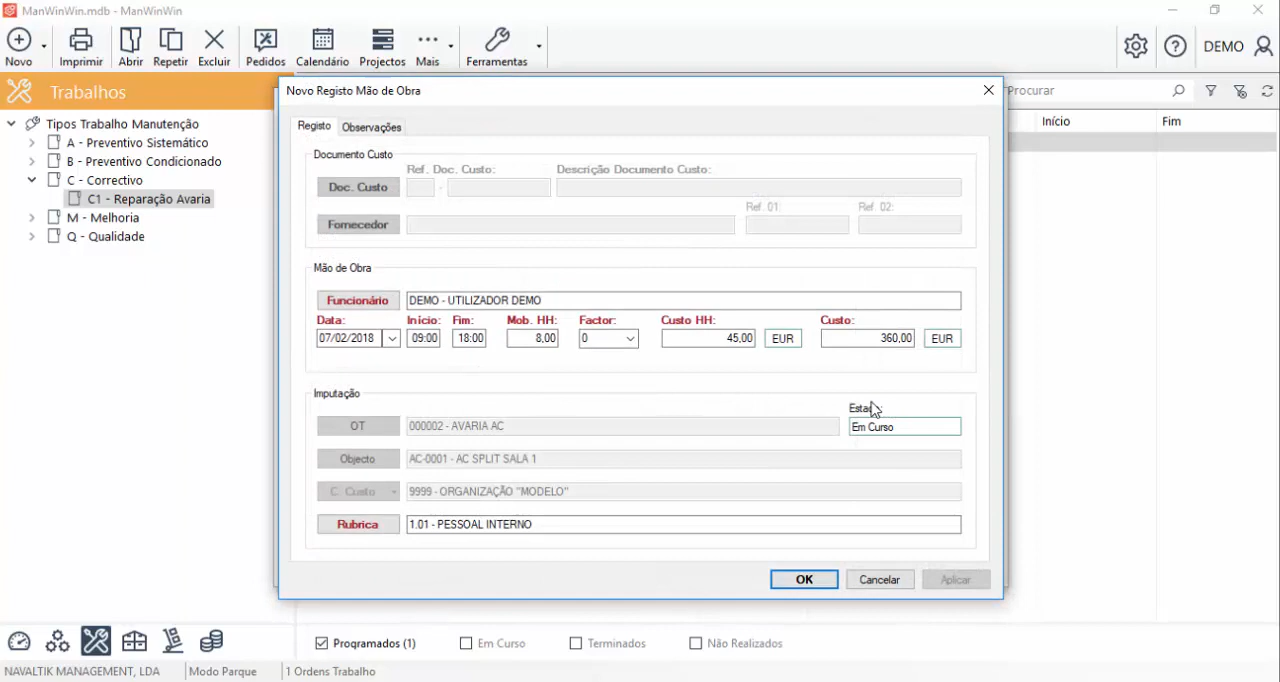 ManWinWin.mdb - ManWinWin
Novo Imprimir Abrir Repetir Excluir Pedidos Calendário Projectos Mais Ferramentas DEMO
Trabalhos
Procurar
Início Fim
Tipos Trabalho Manutenção
A - Preventivo Sistemático
B - Preventivo Condicionado
C - Correctivo
C1 - Reparação Avaria
M - Melhoria
Q - Qualidade
Novo Registo Mão de Obra
Registo Observações
Documento Custo
Ref. Doc. Custo: Descrição Documento Custo:
Doc. Custo -
Ref. 01: Ref. 02:
Fornecedor
Mão de Obra
Funcionário DEMO - UTILIZADOR DEMO
Data: Início: Fim: Mob. HH: Factor: Custo HH: Custo:
07/02/2018 09:00 18:00 8,00 0 45,00 EUR 360,00 EUR
Imputação
OT 000002 - AVARIA AC Em Curso
Objecto AC-0001 - AC SPLIT SALA 1
C. Custo 9999 - ORGANIZAÇÃO "MODELO"
Rubrica 1.01 - PESSOAL INTERNO
OK Cancelar Aplicar
Programados (1) Em Curso Terminados Não Realizados
NAVALTIK MANAGEMENT, LDA Modo Parque 1 Ordens Trabalho